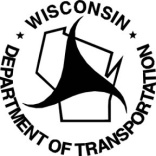 WISCONSIN
DEPARTMENT OF TRANSPORTATION